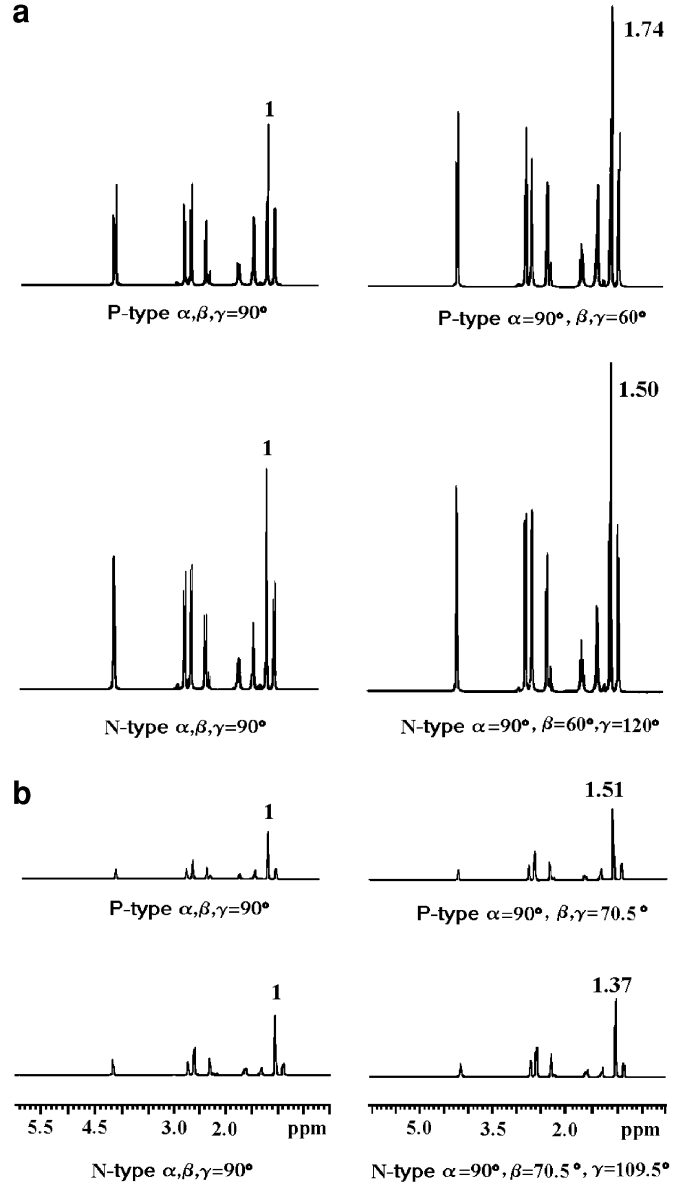 a
1.74
1
P-type α,β,γ=90° P-type α=90°, β,γ=60°
1.50
1
N-type α,β,γ=90° N-type α=90°, β=60°,γ=120°
b
1 1.51
P-type α,β,γ=90° P-type α=90°, β,γ=70.5°
1 1.37
5.5 4.5 3.0 2.0 ppm 5.0 3.5 2.0 ppm
N-type α,β,γ=90° N-type α=90°, β=70.5°, γ=109.5°